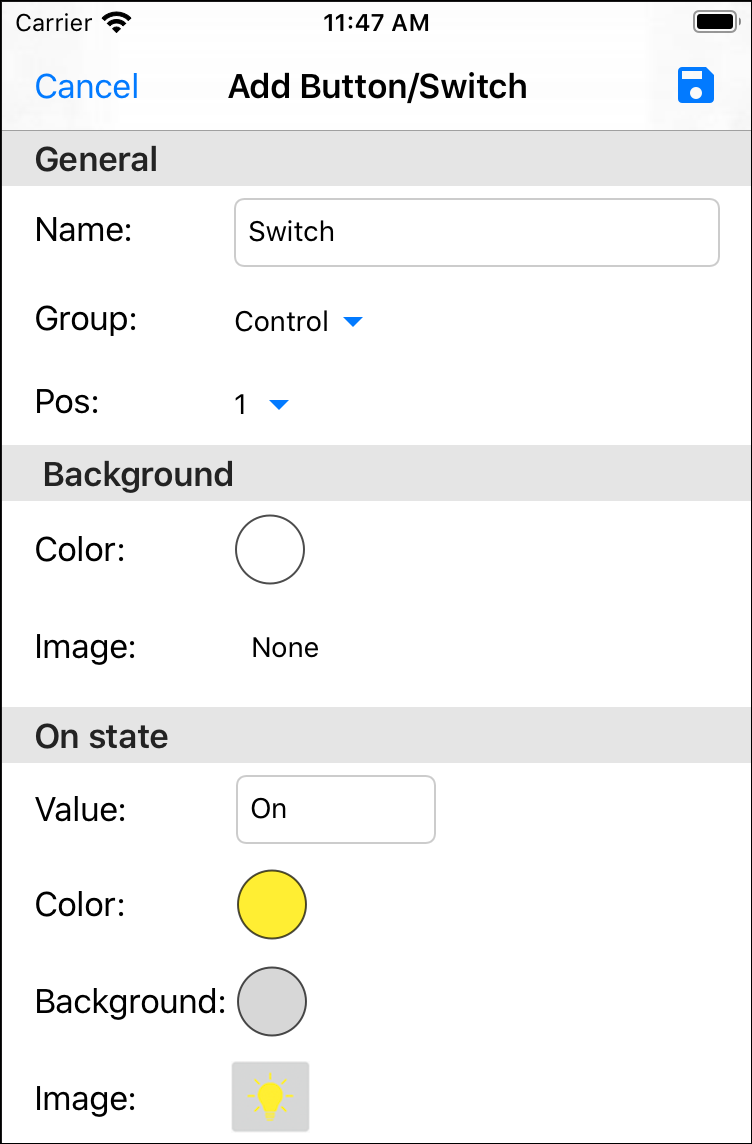 Carrier 11:47 AM
Cancel Add Button/Switch
General
Name: Switch
Group: Control
Pos: 1
Background
Color:
Image: None
On state
Value: On
Color:
Background:
Image: